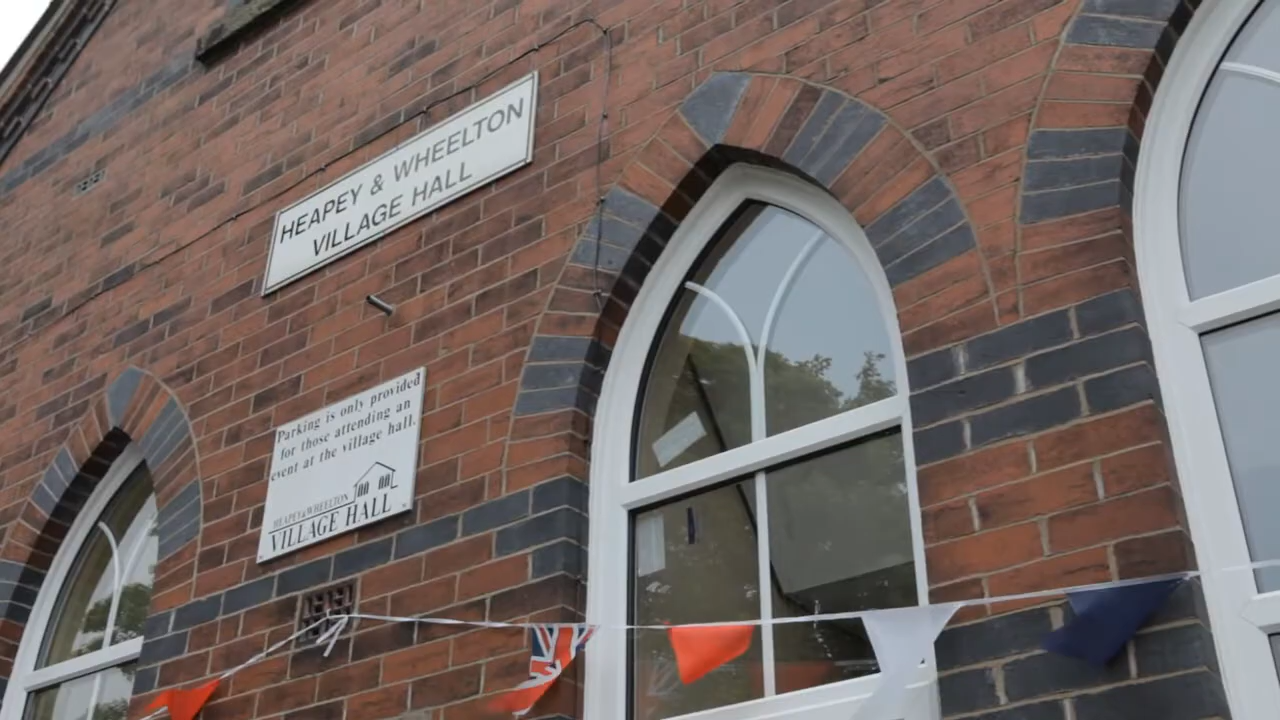 HEAPEY & WHEELTON
VILLAGE HALL
Parking is only provided
for those attending an
event at the village hall.
HEAPEY & WHEELTON
VILLAGE HALL